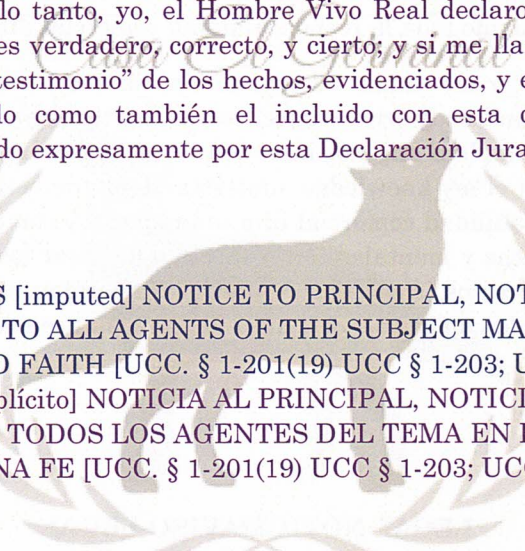 lo tanto, yo, el Hombre Vivo Real declaro
es verdadero, correcto, y cierto; y si me lla
testimonio” de los hechos, evidenciados, y e
do como también el incluido con esta
do expresamente por esta Declaración Jura
S [imputed] NOTICE TO PRINCIPAL, NOT
TO ALL AGENTS OF THE SUBJECT MA
D FAITH [UCC. § 1-201(19) UCC § 1-203; U
plícito] NOTICIA AL PRINCIPAL, NOTICI
TODOS LOS AGENTES DEL TEMA EN
NA FE [UCC. § 1-201(19) UCC § 1-203; UC